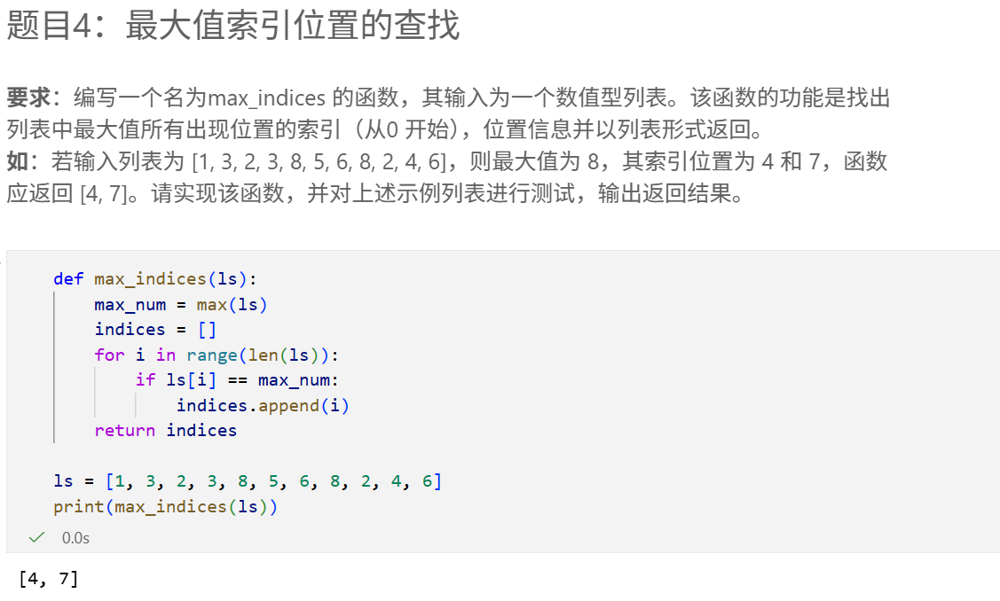 题目4：最大值索引位置的查找
要求：编写一个名为max_indices 的函数，其输入为一个数值型列表。该函数的功能是找出
列表中最大值所有出现位置的索引（从0 开始），位置信息并以列表形式返回。
如：若输入列表为 [1, 3, 2, 3, 8, 5, 6, 8, 2, 4, 6]，则最大值为 8，其索引位置为 4 和 7，函数
应返回 [4, 7]。请实现该函数，并对上述示例列表进行测试，输出返回结果。
def max_indices(ls):
    max_num = max(ls)
    indices = []
    for i in range(len(ls)):
        if ls[i] == max_num:
            indices.append(i)
    return indices
ls = [1, 3, 2, 3, 8, 5, 6, 8, 2, 4, 6]
print(max_indices(ls))
0.0s
[4, 7]